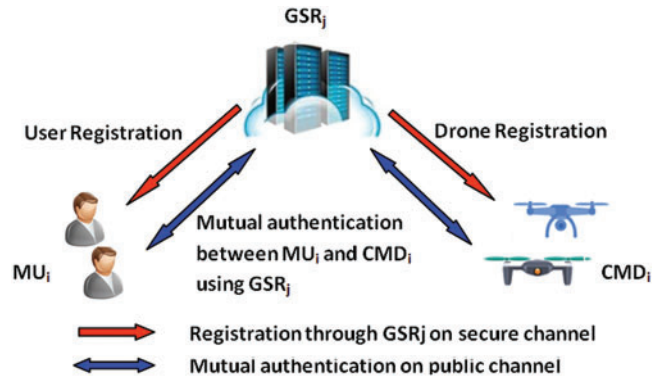 GSRj
User Registration
Drone Registration
Mutual authentication
between MUi and CMDi
using GSRj
MUi
CMDi
Registration through GSRj on secure channel
Mutual authentication on public channel